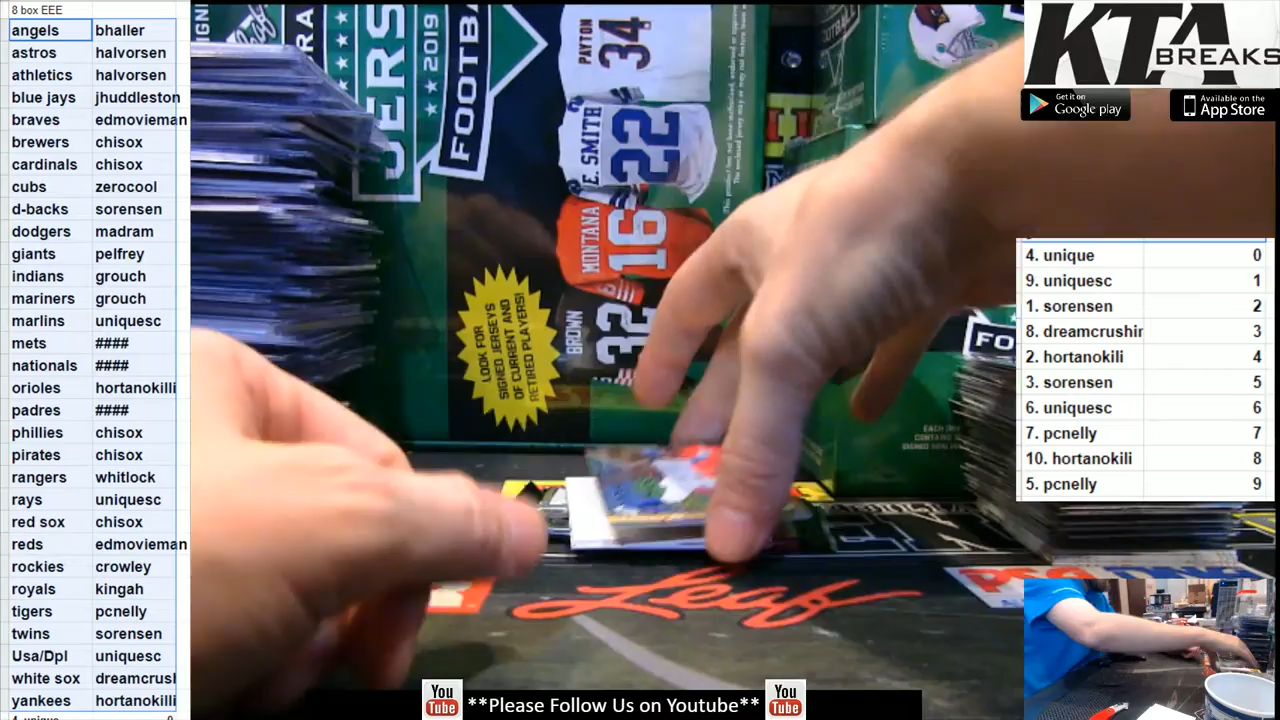 8 box EEE
angels bhaller
astros halvorsen
athletics halvorsen
blue jays jhuddleston
braves edmovieman
brewers chisox
cardinals chisox
cubs zerocool
d-backs sorensen
dodgers madram
giants pelfrey
indians grouch
mariners grouch
marlins uniquesc
mets ####
nationals ####
orioles hortanokilli
padres ####
phillies chisox
pirates chisox
rangers whitlock
rays uniquesc
red sox chisox
reds edmovieman
rockies crowley
royals kingah
tigers pcnelly
twins sorensen
Usa/Dpl uniquesc
white sox dreamcrusl
yankees hortanokilli
JERS
2019
FOOTBA
PAYTON
34
E. SMITH
22
MONTANA
16
BROWN
32
LOOK FOR
SIGNED JERSEYS
OF CURRENT AND
RETIRED PLAYERS!
FO
Leaf
KTA
BREAKS
Get it on
Google play
Available on the
App Store
4. unique 0
9. uniquesc 1
1. sorensen 2
8. dreamcrushir 3
2. hortanokili 4
3. sorensen 5
6. uniquesc 6
7. pcnelly 7
10. hortanokili 8
5. pcnelly 9
You
Tube
**Please Follow Us on Youtube**
You
Tube